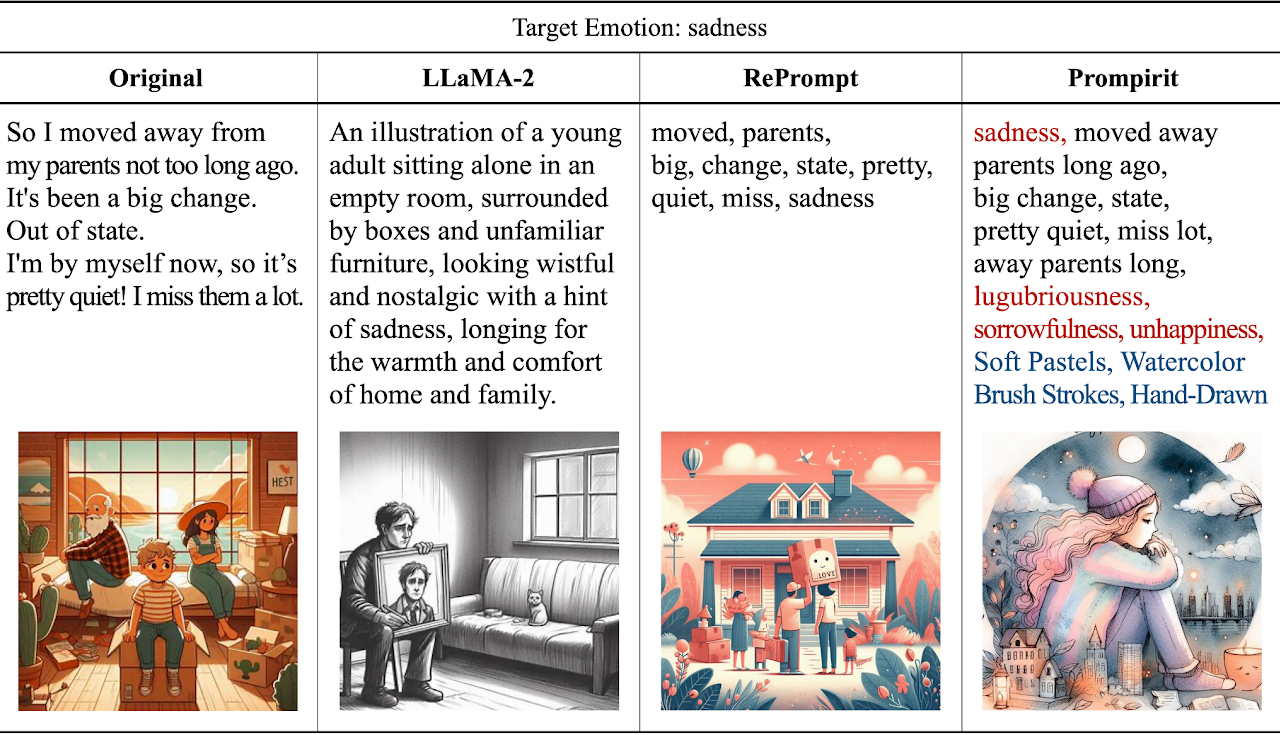 Target Emotion: sadness
Original
LLaMA-2
RePrompt
Prompirit
So I moved away from
my parents not too long ago.
It's been a big change.
Out of state.
I'm by myself now, so it’s
pretty quiet! I miss them a lot.
An illustration of a young
adult sitting alone in an
empty room, surrounded
by boxes and unfamiliar
furniture, looking wistful
and nostalgic with a hint
of sadness, longing for
the warmth and comfort
of home and family.
moved, parents,
big, change, state, pretty,
quiet, miss, sadness
sadness, moved away
parents long ago,
big change, state,
pretty quiet, miss lot,
away parents long,
lugubriousness,
sorrowfulness, unhappiness,
Soft Pastels, Watercolor
Brush Strokes, Hand-Drawn
HEST
LOVE